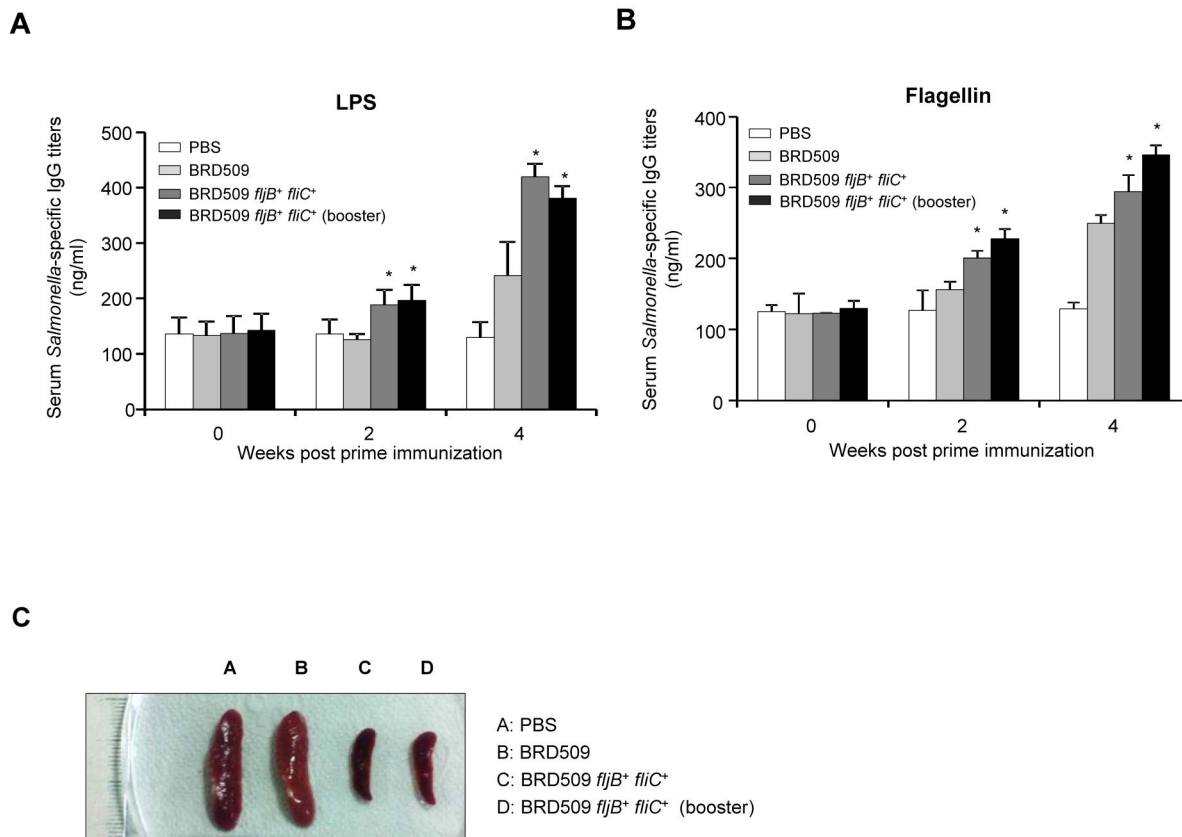 A
LPS
Serum Salmonella-specific IgG titers
(ng/ml)
500
400
300
200
100
0
PBS
BRD509
BRD509 fljB⁺ fliC⁺
BRD509 fljB⁺ fliC⁺ (booster)
*
*
*
*
0
2
4
Weeks post prime immunization
B
Flagellin
Serum Salmonella-specific IgG titers
(ng/ml)
400
300
200
100
0
PBS
BRD509
BRD509 fljB⁺ fliC⁺
BRD509 fljB⁺ fliC⁺ (booster)
*
*
*
*
0
2
4
Weeks post prime immunization
C
A B C D
A: PBS
B: BRD509
C: BRD509 fljB⁺ fliC⁺
D: BRD509 fljB⁺ fliC⁺ (booster)